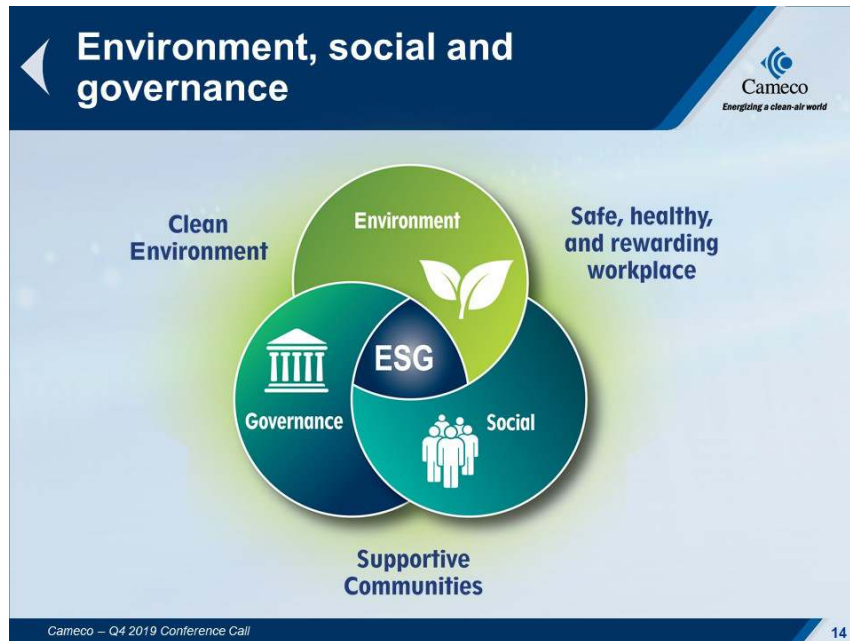 Environment, social and
governance
Cameco
Energizing a clean-air world
Clean
Environment
Environment
Safe, healthy,
and rewarding
workplace
ESG
Governance
Social
Supportive
Communities
Cameco – Q4 2019 Conference Call
14